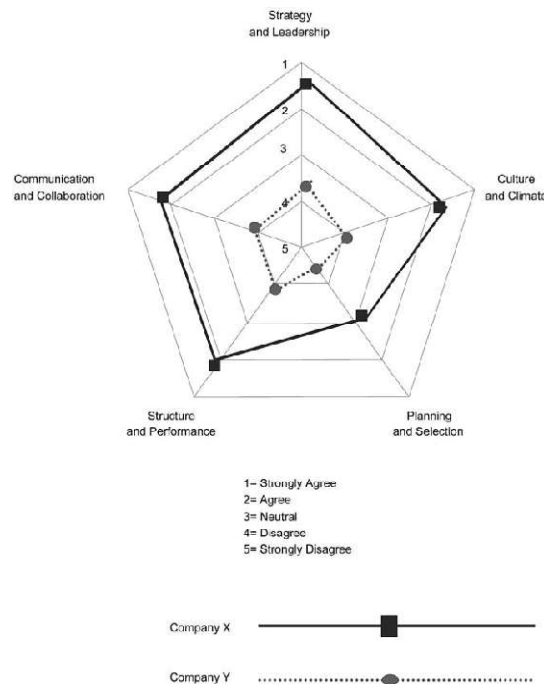 Strategy
and Leadership
1
2
3
4
5
Communication
and Collaboration
Culture
and Climate
Structure
and Performance
Planning
and Selection
1= Strongly Agree
2= Agree
3= Neutral
4= Disagree
5= Strongly Disagree
Company X
Company Y